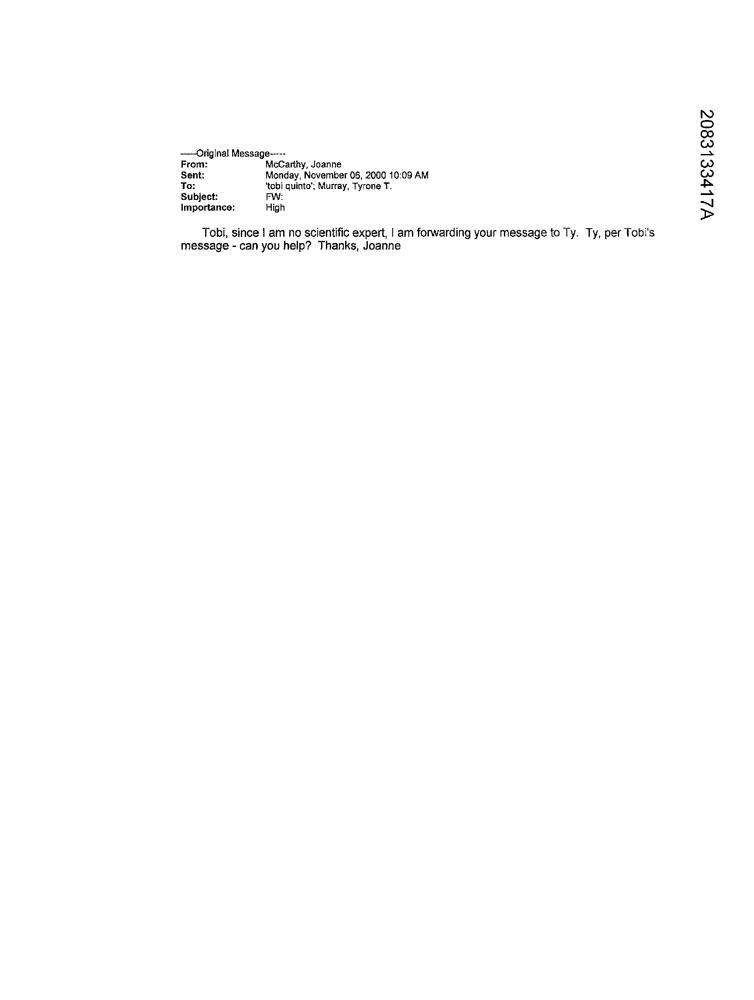 -----Original Message-----
From: McCarthy, Joanne
Sent: Monday, November 06, 2000 10:09 AM
To: 'tobi quinto'; Murray, Tyrone T.
Subject: FW:
Importance: High
Tobi, since I am no scientific expert, I am forwarding your message to Ty. Ty, per Tobi's
message - can you help? Thanks, Joanne
2083133417A